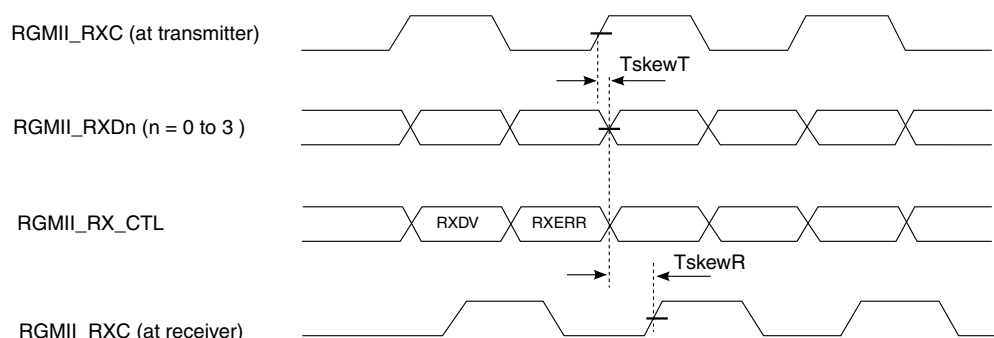 RGMII_RXC (at transmitter)
TskewT
RGMII_RXDn (n = 0 to 3 )
RGMII_RX_CTL
RXDV
RXERR
TskewR
RGMII_RXC (at receiver)